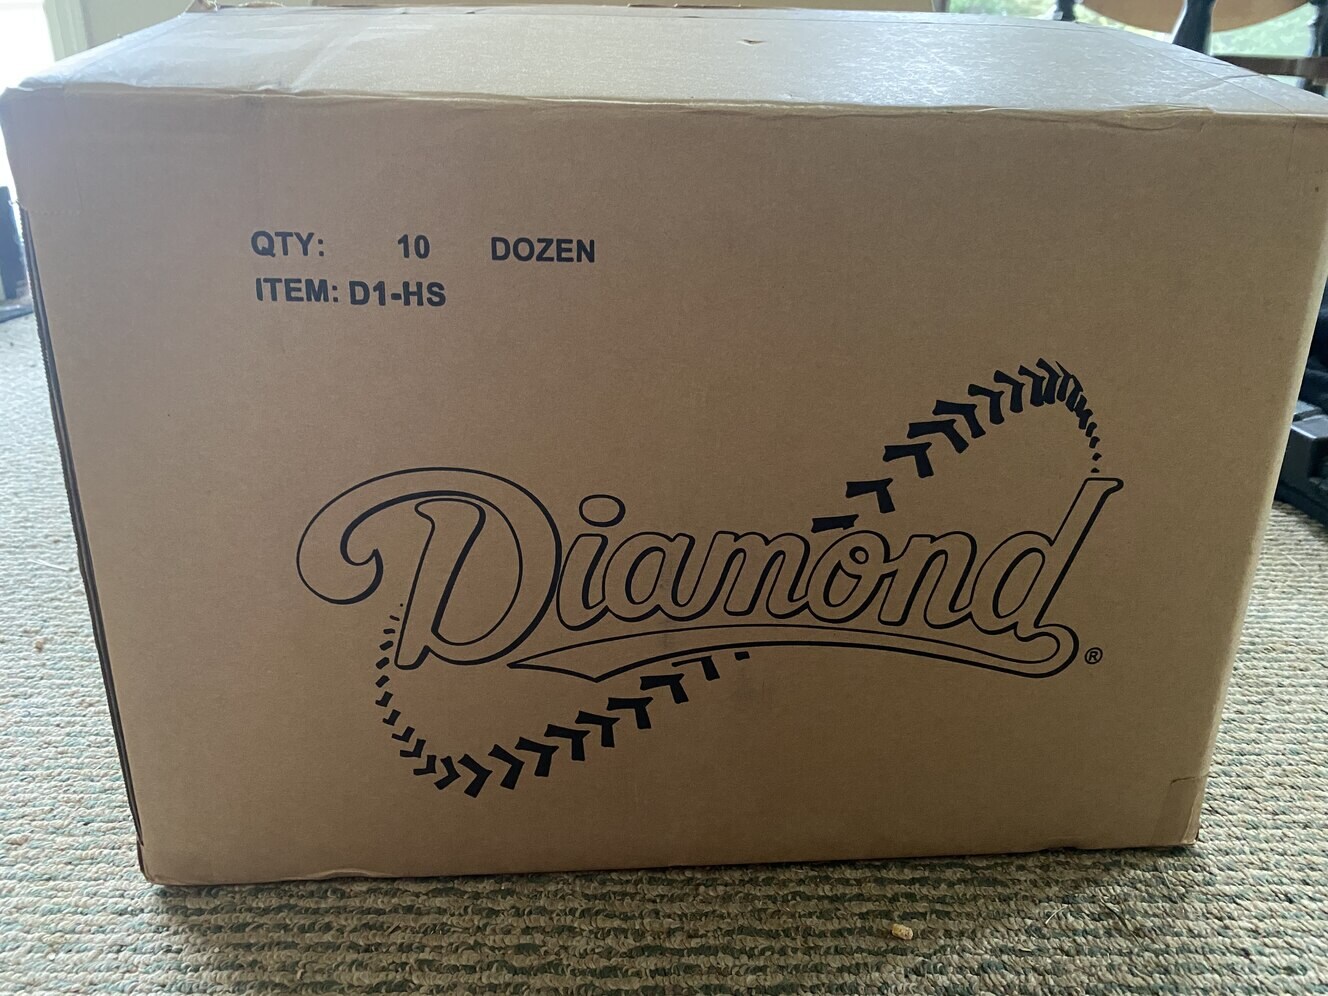 QTY: 10 DOZEN
ITEM: D1-HS
Diamond®